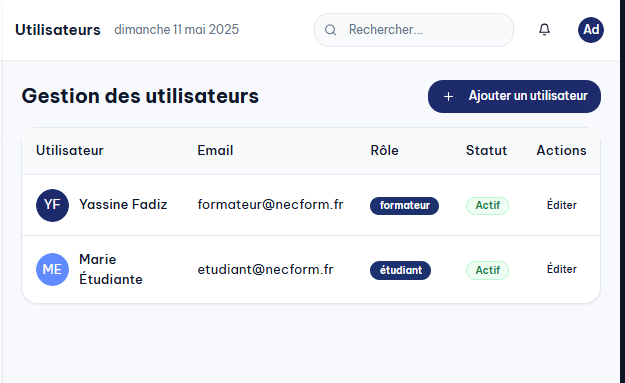 Utilisateurs dimanche 11 mai 2025 Rechercher... Ad
Gestion des utilisateurs + Ajouter un utilisateur
Utilisateur Email Rôle Statut Actions
YF Yassine Fadiz formateur@necform.fr formateur Actif Éditer
ME Marie Étudiante etudiant@necform.fr étudiant Actif Éditer